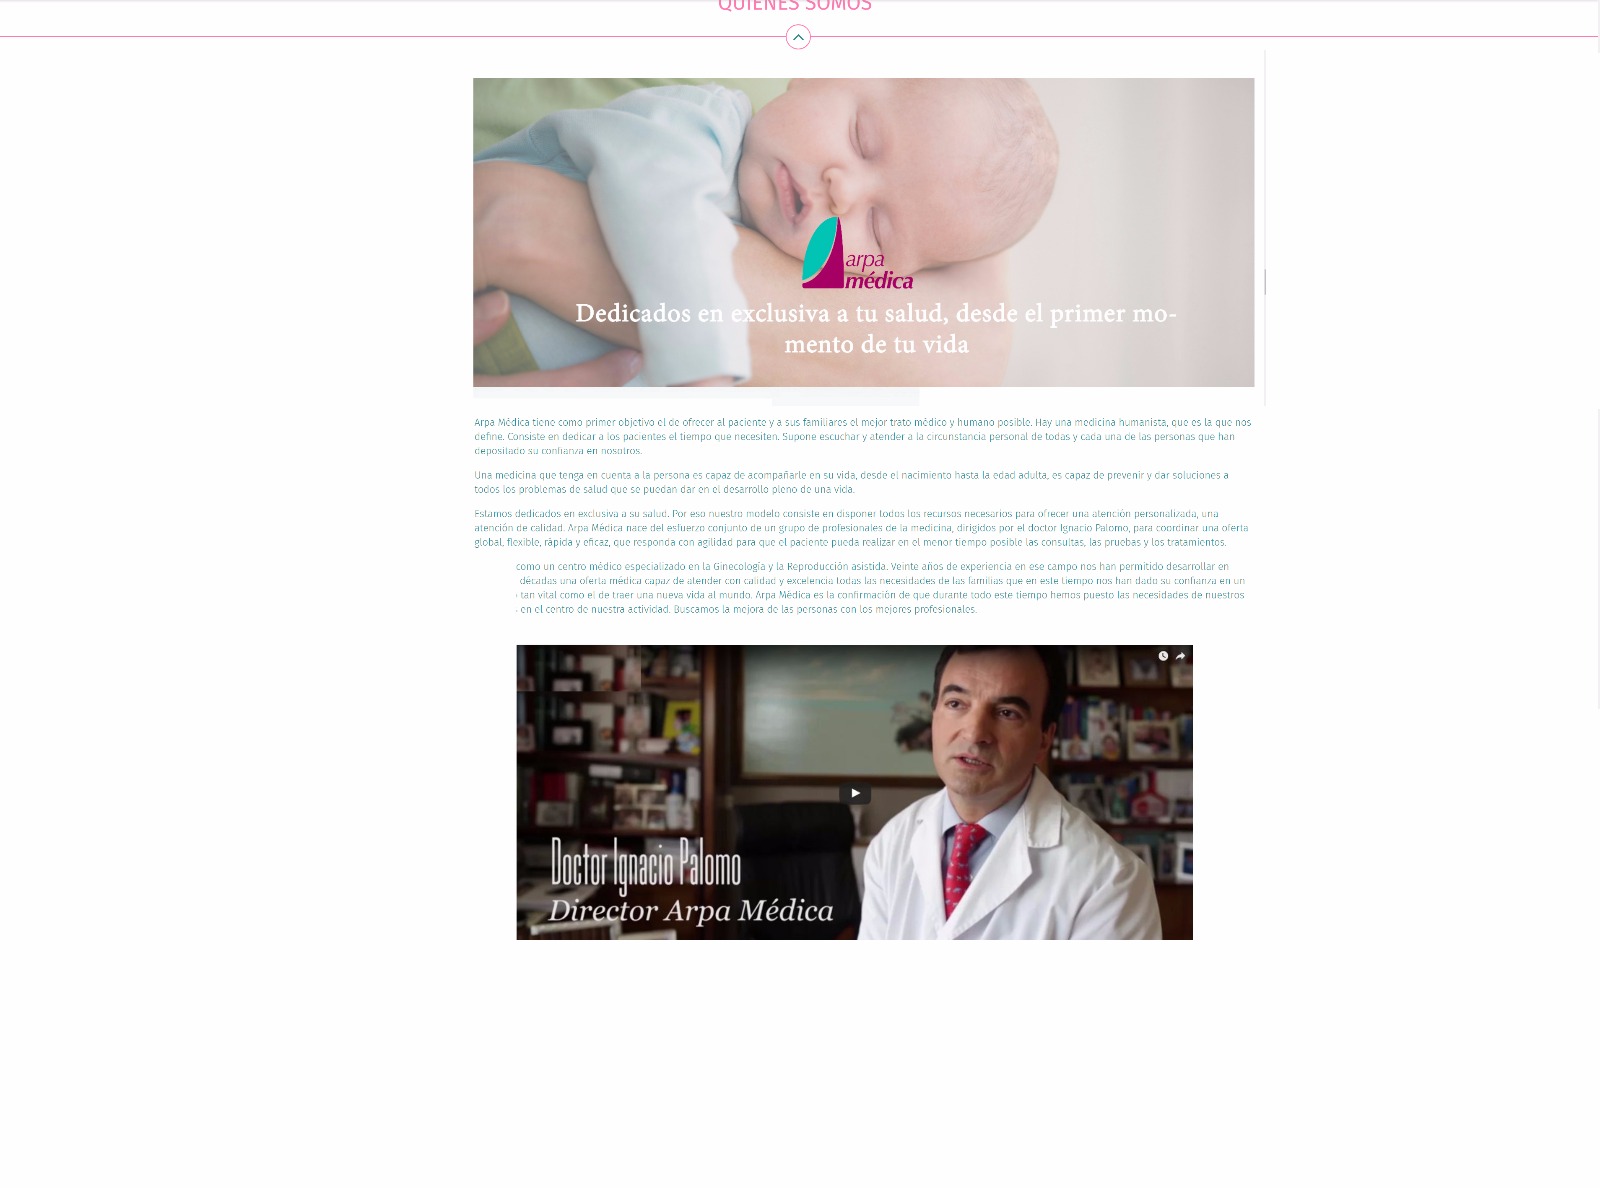 QUIENES SOMOS
arpa
médica
Dedicados en exclusiva a tu salud, desde el primer mo-
mento de tu vida
Arpa Médica tiene como primer objetivo el de ofrecer al paciente y a sus familiares el mejor trato médico y humano posible. Hay una medicina humanista, que es la que nos
define. Consiste en dedicar a los pacientes el tiempo que necesiten. Supone escuchar y atender a la circunstancia personal de todas y cada una de las personas que han
depositado su confianza en nosotros.
Una medicina que tenga en cuenta a la persona es capaz de acompañarle en su vida, desde el nacimiento hasta la edad adulta, es capaz de prevenir y dar soluciones a
todos los problemas de salud que se puedan dar en el desarrollo pleno de una vida.
Estamos dedicados en exclusiva a su salud. Por eso nuestro modelo consiste en disponer todos los recursos necesarios para ofrecer una atención personalizada, una
atención de calidad. Arpa Médica nace del esfuerzo conjunto de un grupo de profesionales de la medicina, dirigidos por el doctor Ignacio Palomo, para coordinar una oferta
global, flexible, rápida y eficaz, que responda con agilidad para que el paciente pueda realizar en el menor tiempo posible las consultas, las pruebas y los tratamientos.
como un centro médico especializado en la Ginecología y la Reproducción asistida. Veinte años de experiencia en ese campo nos han permitido desarrollar en
décadas una oferta médica capaz de atender con calidad y excelencia todas las necesidades de las familias que en este tiempo nos han dado su confianza en un
tan vital como el de traer una nueva vida al mundo. Arpa Médica es la confirmación de que durante todo este tiempo hemos puesto las necesidades de nuestros
en el centro de nuestra actividad. Buscamos la mejora de las personas con los mejores profesionales.
Doctor Ignacio Palomo
Director Arpa Médica